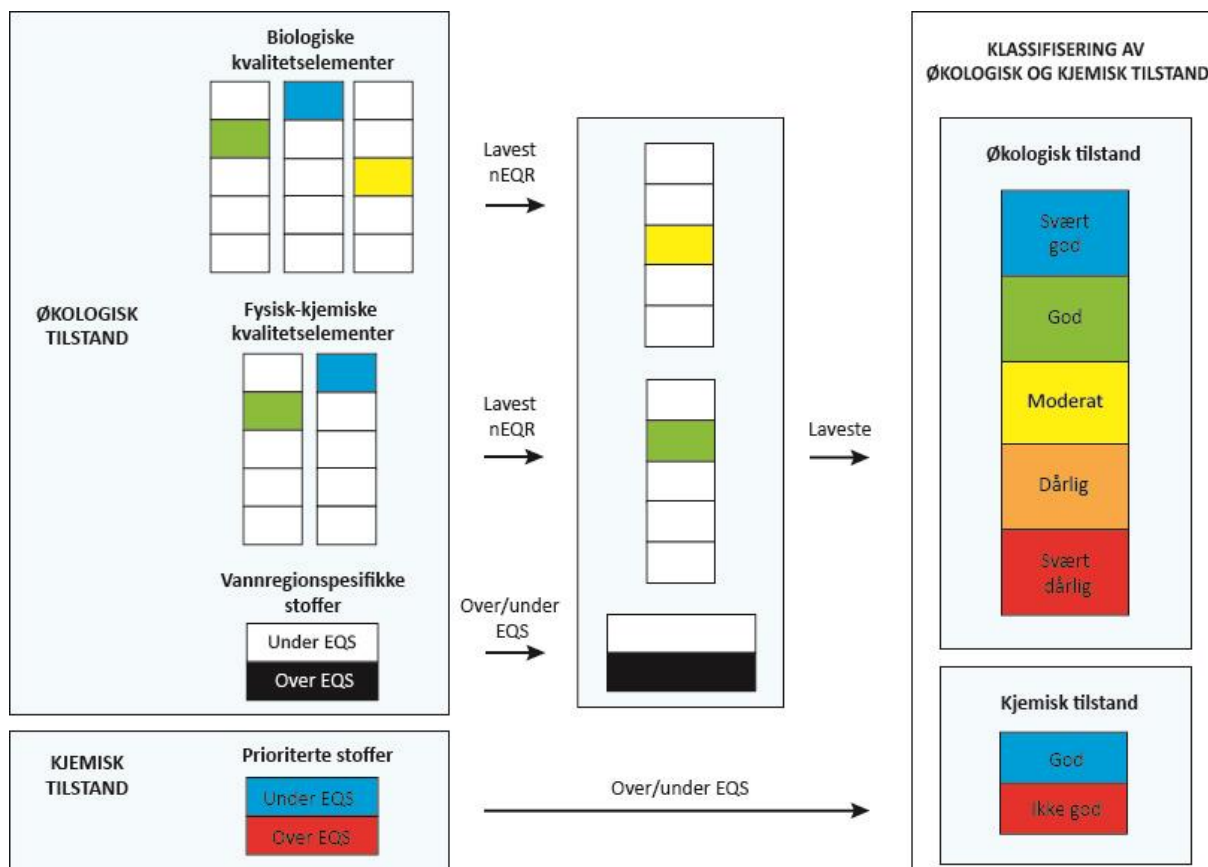 Biologiske
kvalitetselementer
ØKOLOGISK
TILSTAND
Fysisk-kjemiske
kvalitetselementer
Vannregionspesifikke
stoffer
Under EQS
Over EQS
Lavest
nEQR
Lavest
nEQR
Over/under
EQS
Laveste
KJEMISK
TILSTAND
Prioriterte stoffer
Under EQS
Over EQS
Over/under EQS
KLASSIFISERING AV
ØKOLOGISK OG KJEMISK TILSTAND
Økologisk tilstand
Svært
god
God
Moderat
Dårlig
Svært
dårlig
Kjemisk tilstand
God
Ikke god